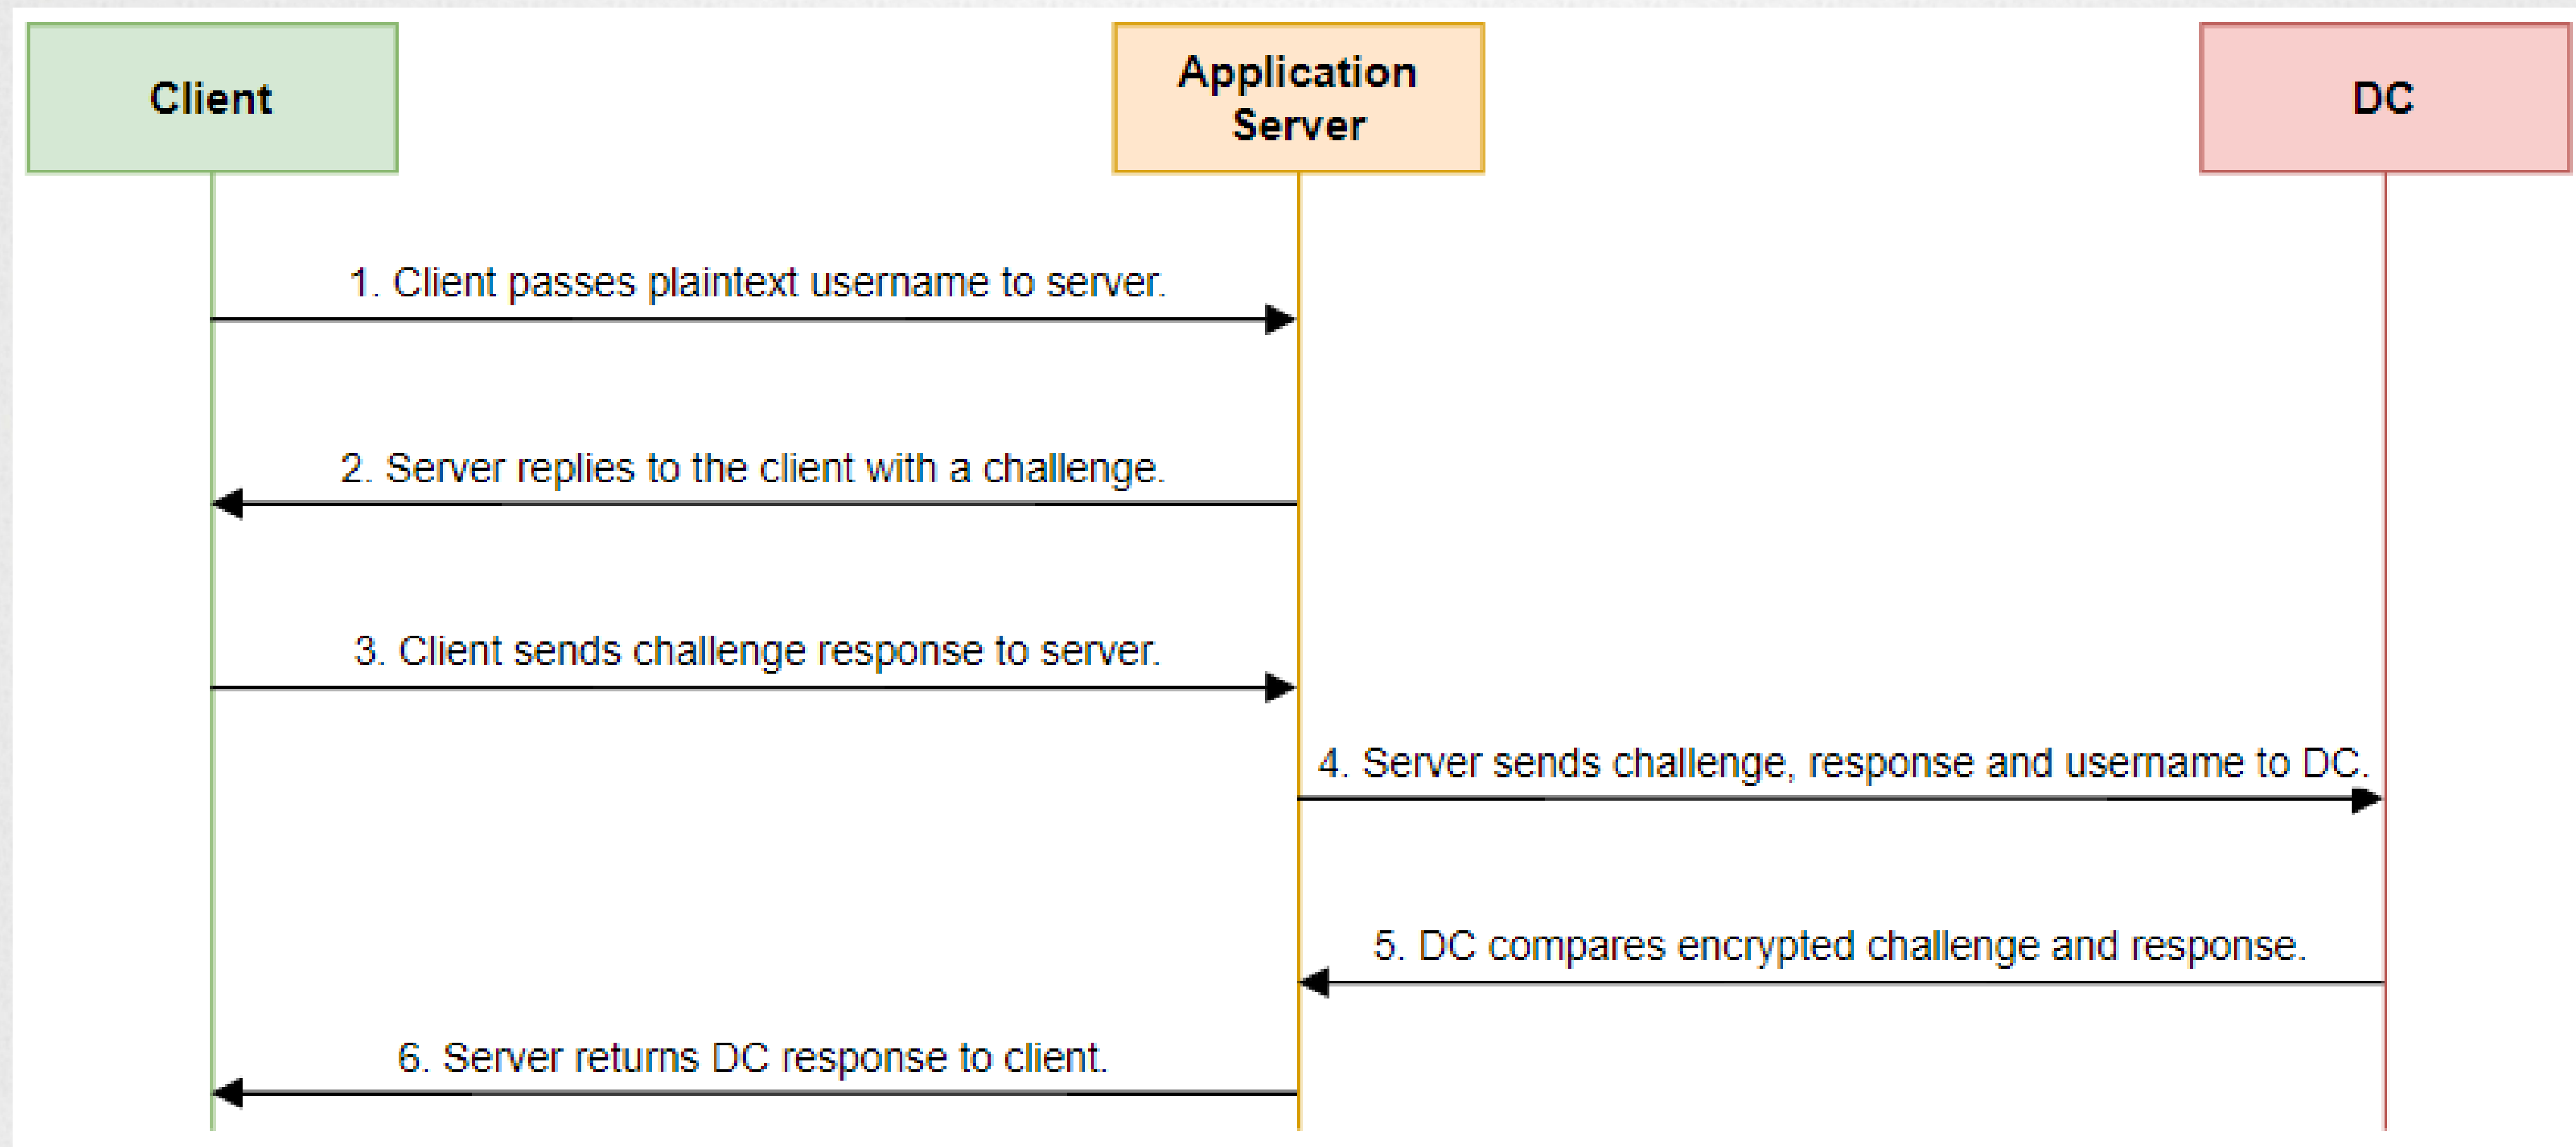 Client
Application
Server
DC
1. Client passes plaintext username to server.
2. Server replies to the client with a challenge.
3. Client sends challenge response to server.
4. Server sends challenge, response and username to DC.
5. DC compares encrypted challenge and response.
6. Server returns DC response to client.